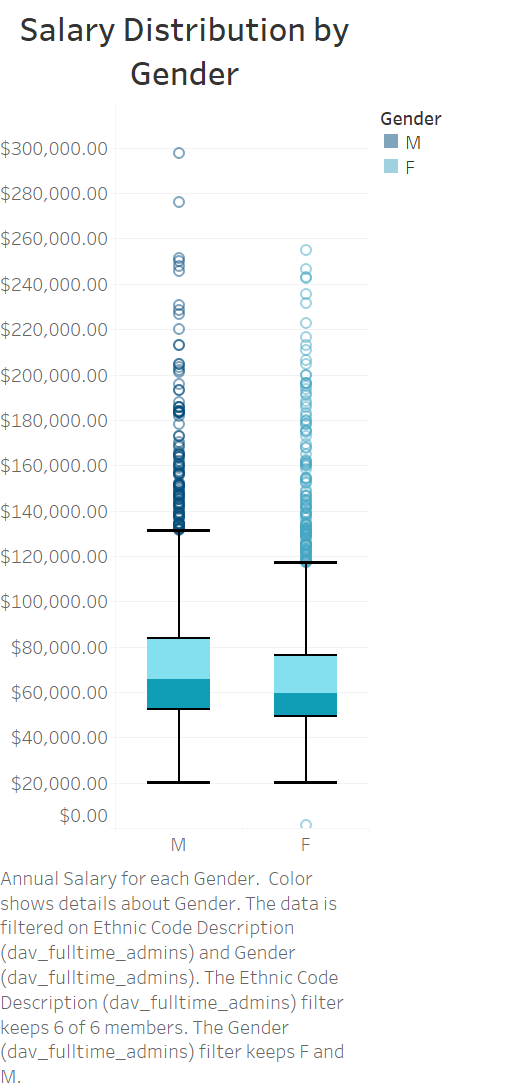 Salary Distribution by
Gender
Gender
M
F
$300,000.00
$280,000.00
$260,000.00
$240,000.00
$220,000.00
$200,000.00
$180,000.00
$160,000.00
$140,000.00
$120,000.00
$100,000.00
$80,000.00
$60,000.00
$40,000.00
$20,000.00
$0.00
M F
Annual Salary for each Gender.  Color
shows details about Gender. The data is
filtered on Ethnic Code Description
(dav_fulltime_admins) and Gender
(dav_fulltime_admins). The Ethnic Code
Description (dav_fulltime_admins) filter
keeps 6 of 6 members. The Gender
(dav_fulltime_admins) filter keeps F and
M.